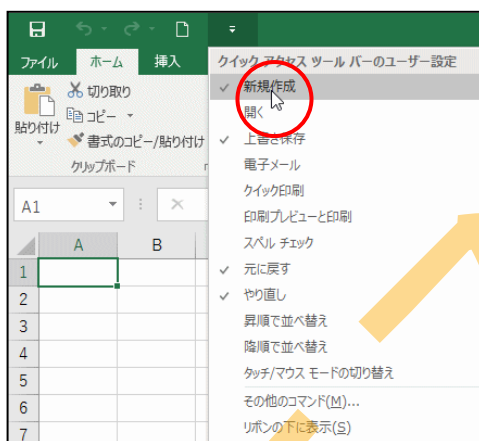 ファイル ホーム 挿入
クイック アクセス ツール バーのユーザー設定
✓ 新規作成
開く
✓ 上書き保存
電子メール
クイック印刷
印刷プレビューと印刷
スペル チェック
✓ 元に戻す
✓ やり直し
昇順で並べ替え
降順で並べ替え
タッチ/マウス モードの切り替え
その他のコマンド(M)...
リボンの下に表示(S)
貼り付け
切り取り
コピー
書式のコピー/貼り付け
クリップボード
A1
A B
1
2
3
4
5
6
7